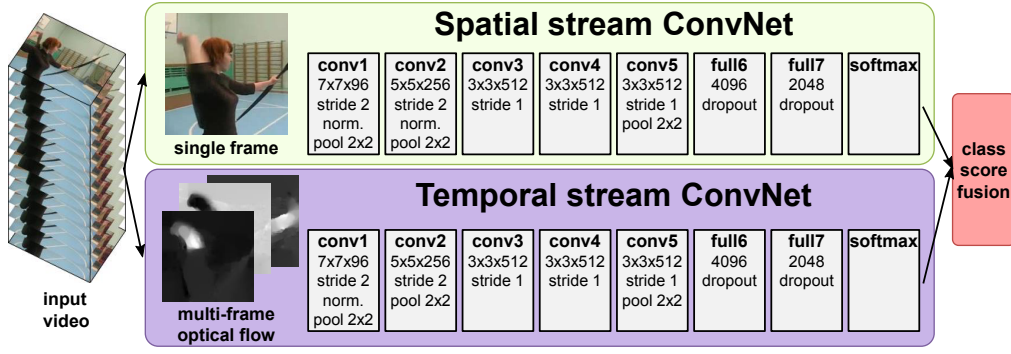 Spatial stream ConvNet
conv1
7x7x96
stride 2
norm.
pool 2x2
conv2
5x5x256
stride 2
norm.
pool 2x2
conv3
3x3x512
stride 1
conv4
3x3x512
stride 1
conv5
3x3x512
stride 1
pool 2x2
full6
4096
dropout
full7
2048
dropout
softmax
single frame
Temporal stream ConvNet
conv1
7x7x96
stride 2
norm.
pool 2x2
conv2
5x5x256
stride 2
pool 2x2
conv3
3x3x512
stride 1
conv4
3x3x512
stride 1
conv5
3x3x512
stride 1
pool 2x2
full6
4096
dropout
full7
2048
dropout
softmax
multi-frame
optical flow
input
video
class
score
fusion